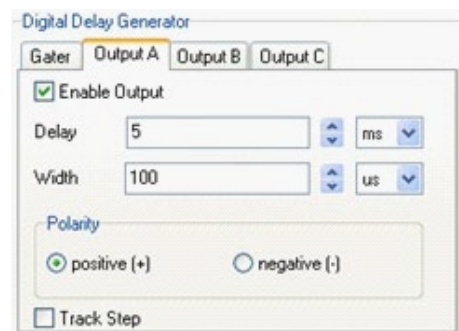 Digital Delay Generator
Gater Output A Output B Output C
Enable Output
Delay 5 ms
Width 100 us
Polarity
positive (+) negative (-)
Track Step